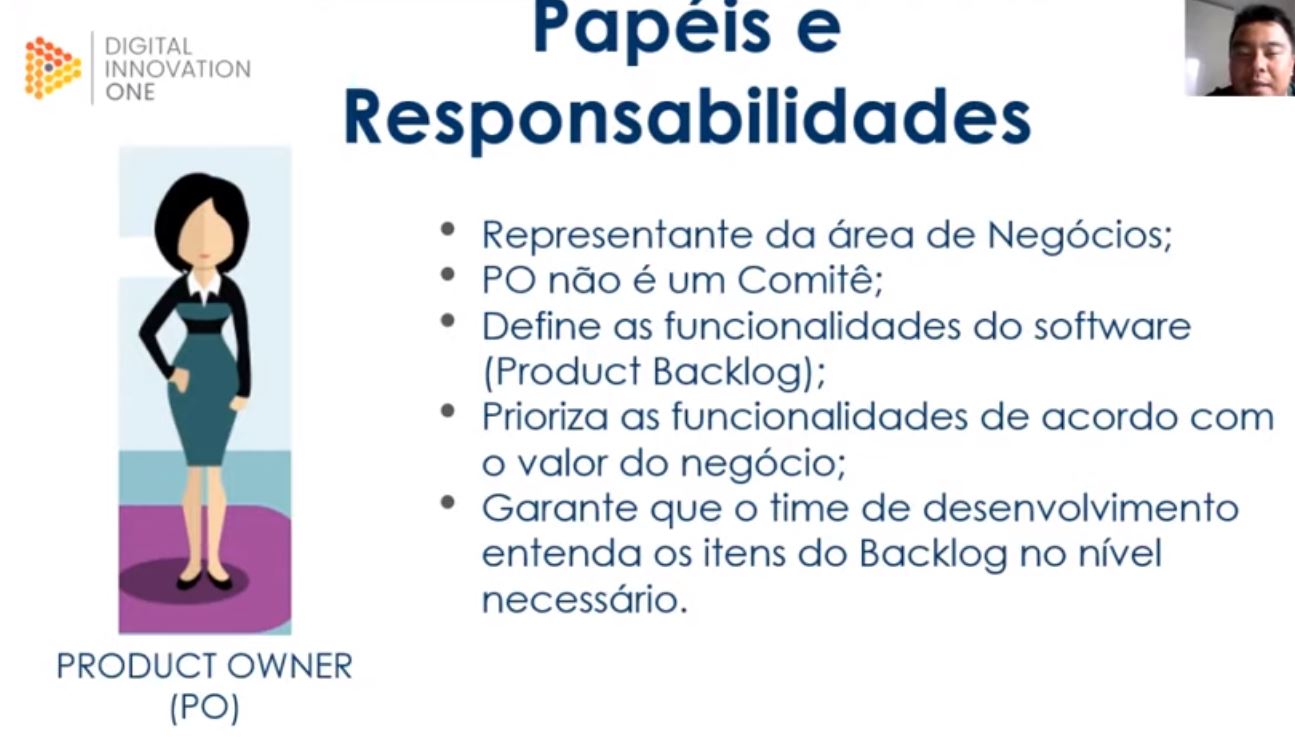 DIGITAL
INNOVATION
ONE
Papéis e
Responsabilidades
• Representante da área de Negócios;
• PO não é um Comitê;
• Define as funcionalidades do software
(Product Backlog);
• Prioriza as funcionalidades de acordo com
o valor do negócio;
• Garante que o time de desenvolvimento
entenda os itens do Backlog no nível
necessário.
PRODUCT OWNER
(PO)